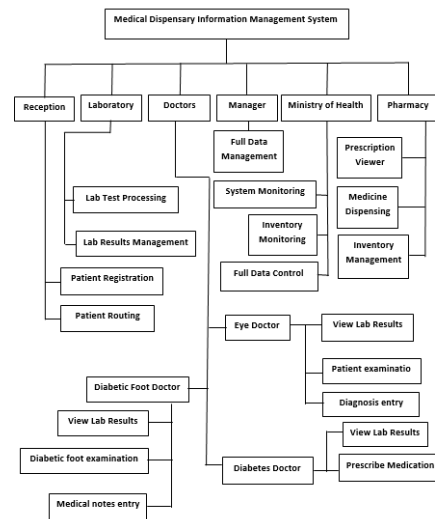 Medical Dispensary Information Management System
Reception
Laboratory
Doctors
Manager
Ministry of Health
Pharmacy
Full Data
Management
Prescription
Viewer
System Monitoring
Medicine
Dispensing
Lab Test Processing
Inventory
Monitoring
Inventory
Management
Lab Results Management
Full Data Control
Patient Registration
Patient Routing
Eye Doctor
View Lab Results
Patient examinatio
Diagnosis entry
Diabetic Foot Doctor
View Lab Results
Diabetic foot examination
Medical notes entry
Diabetes Doctor
View Lab Results
Prescribe Medication